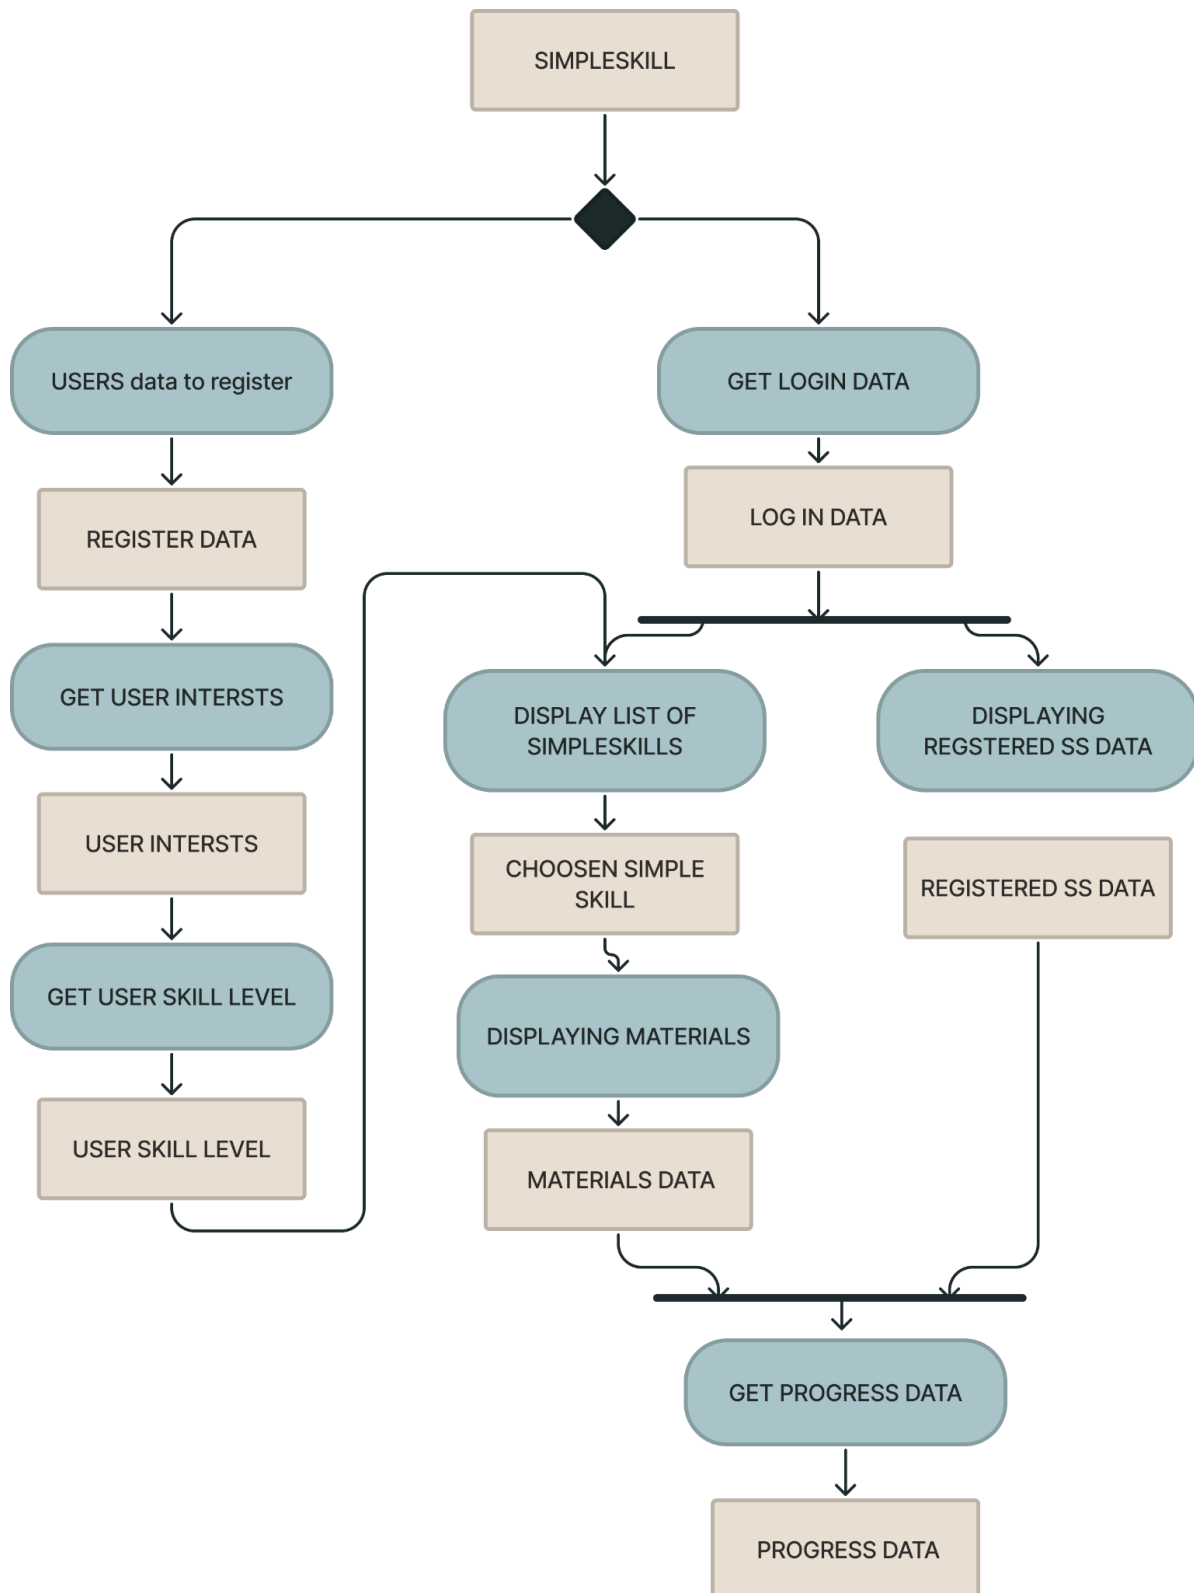 SIMPLESKILL
USERS data to register
GET LOGIN DATA
REGISTER DATA
LOG IN DATA
GET USER INTERSTS
DISPLAY LIST OF
SIMPLESKILLS
DISPLAYING
REGSTERED SS DATA
USER INTERSTS
CHOOSEN SIMPLE
SKILL
REGISTERED SS DATA
GET USER SKILL LEVEL
DISPLAYING MATERIALS
USER SKILL LEVEL
MATERIALS DATA
GET PROGRESS DATA
PROGRESS DATA